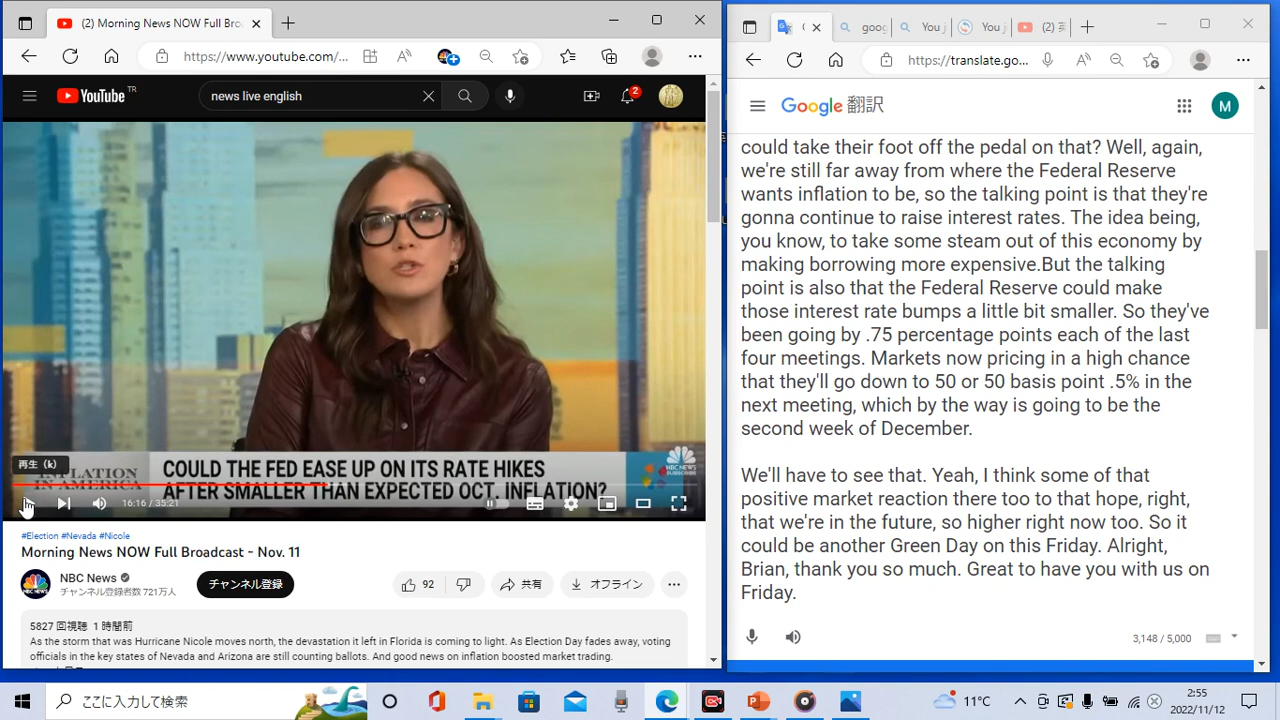 (2) Morning News NOW Full Bro
https://www.youtube.com/...
YouTube TR
news live english
2
再生 (k)
INFLATION
IN AMERICA
COULD THE FED EASE UP ON ITS RATE HIKES
AFTER SMALLER THAN EXPECTED OCT. INFLATION?
NBC NEWS
SUBSCRIBE
16:16 / 35:21
#Election #Nevada #Nicole
Morning News NOW Full Broadcast - Nov. 11
NBC News
チャンネル登録者数 721万人
チャンネル登録
92
共有
オフライン
5827 回視聴 1 時間前
As the storm that was Hurricane Nicole moves north, the devastation it left in Florida is coming to light. As Election Day fades away, voting
officials in the key states of Nevada and Arizona are still counting ballots. And good news on inflation boosted market trading.
goog
You j
You j
(2)
https://translate.go...
Google 翻訳
M
could take their foot off the pedal on that? Well, again,
we're still far away from where the Federal Reserve
wants inflation to be, so the talking point is that they're
gonna continue to raise interest rates. The idea being,
you know, to take some steam out of this economy by
making borrowing more expensive.But the talking
point is also that the Federal Reserve could make
those interest rate bumps a little bit smaller. So they've
been going by .75 percentage points each of the last
four meetings. Markets now pricing in a high chance
that they'll go down to 50 or 50 basis point .5% in the
next meeting, which by the way is going to be the
second week of December.
We'll have to see that. Yeah, I think some of that
positive market reaction there too to that hope, right,
that we're in the future, so higher right now too. So it
could be another Green Day on this Friday. Alright,
Brian, thank you so much. Great to have you with us on
Friday.
3,148 / 5,000
ここに入力して検索
11°C
2:55
2022/11/12